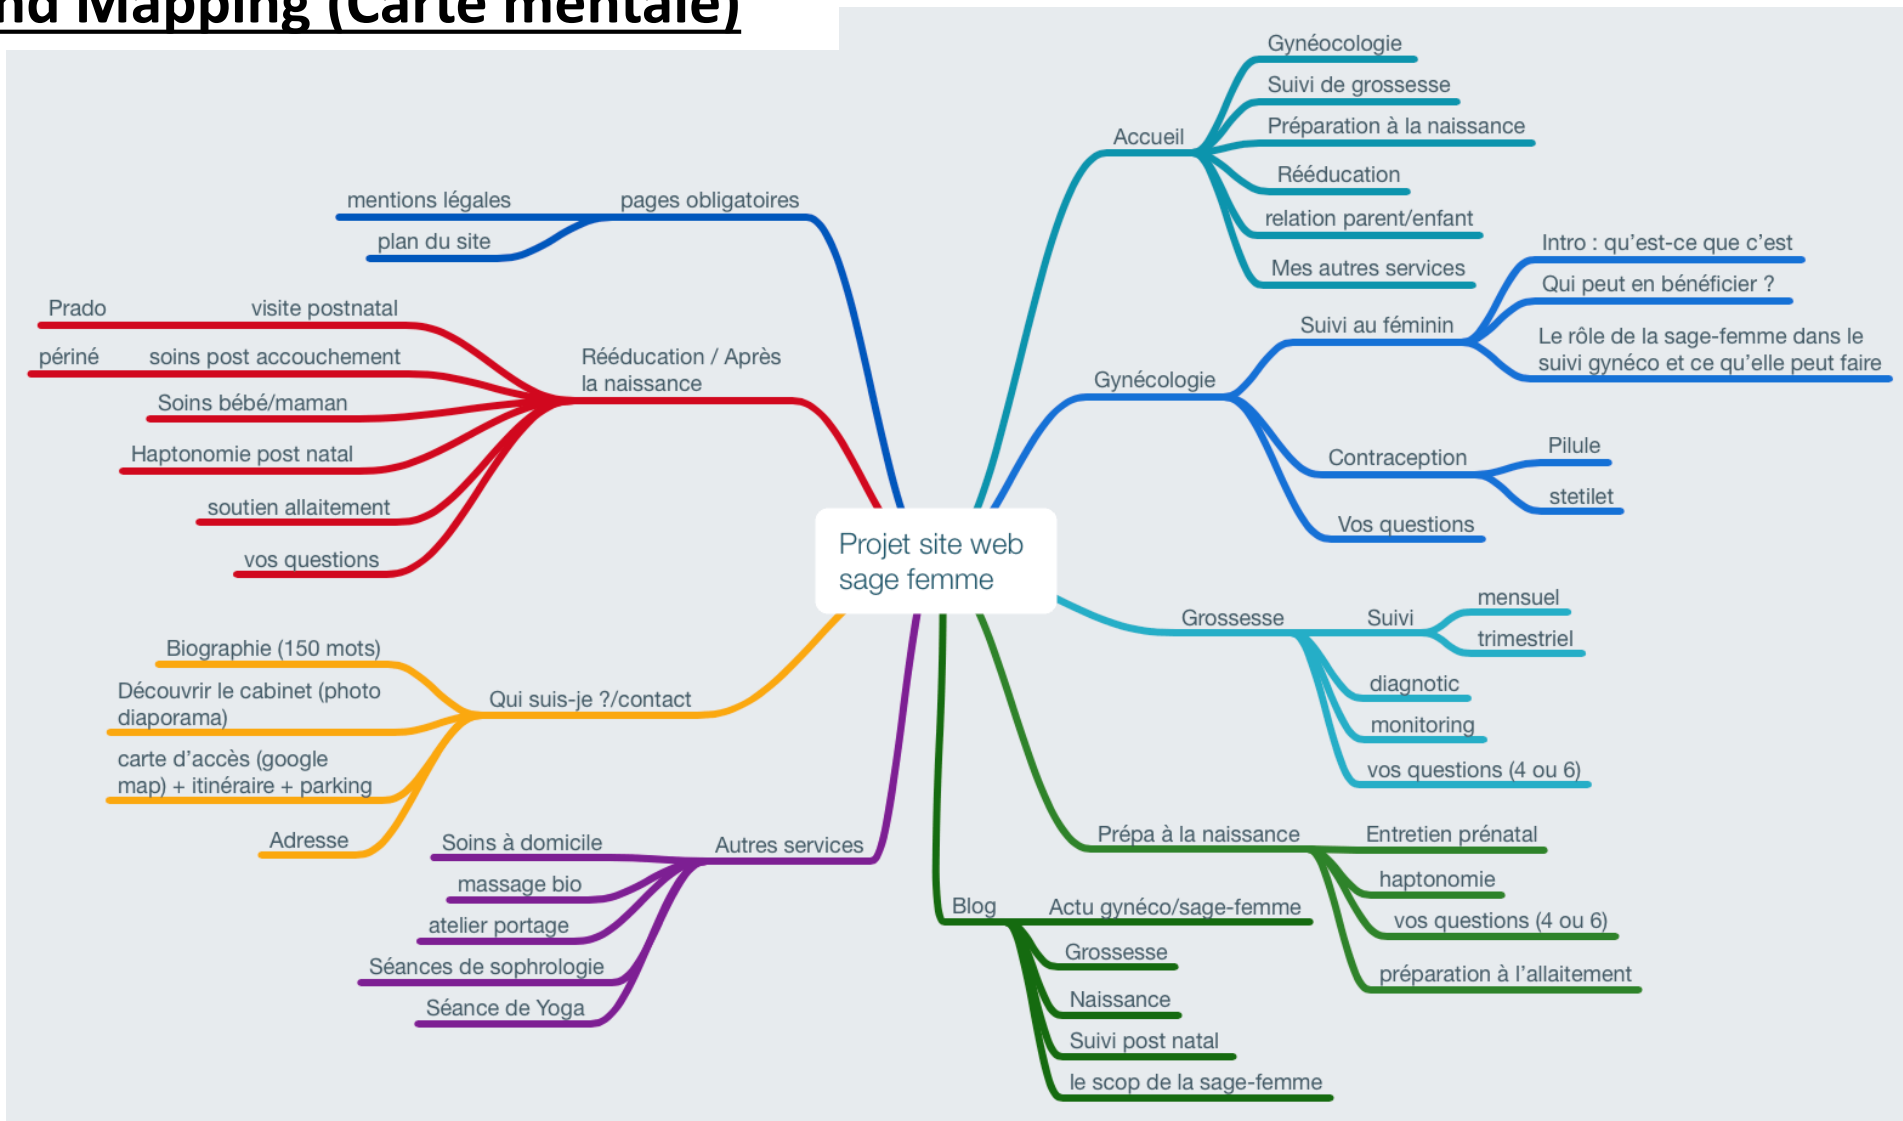 nd Mapping (Carte mentale)
Projet site web
sage femme
Accueil
Gynéocologie
Suivi de grossesse
Préparation à la naissance
Rééducation
relation parent/enfant
Mes autres services
Gynécologie
Suivi au féminin
Intro : qu’est-ce que c’est
Qui peut en bénéficier ?
Le rôle de la sage-femme dans le
suivi gynéco et ce qu’elle peut faire
Contraception
Pilule
stetilet
Vos questions
Grossesse
Suivi
mensuel
trimestriel
diagnotic
monitoring
vos questions (4 ou 6)
Prépa à la naissance
Entretien prénatal
haptonomie
vos questions (4 ou 6)
préparation à l’allaitement
Blog
Actu gynéco/sage-femme
Grossesse
Naissance
Suivi post natal
le scop de la sage-femme
pages obligatoires
mentions légales
plan du site
Rééducation / Après
la naissance
visite postnatal
Prado
soins post accouchement
périné
Soins bébé/maman
Haptonomie post natal
soutien allaitement
vos questions
Qui suis-je ?/contact
Biographie (150 mots)
Découvrir le cabinet (photo
diaporama)
carte d’accès (google
map) + itinéraire + parking
Adresse
Autres services
Soins à domicile
massage bio
atelier portage
Séances de sophrologie
Séance de Yoga